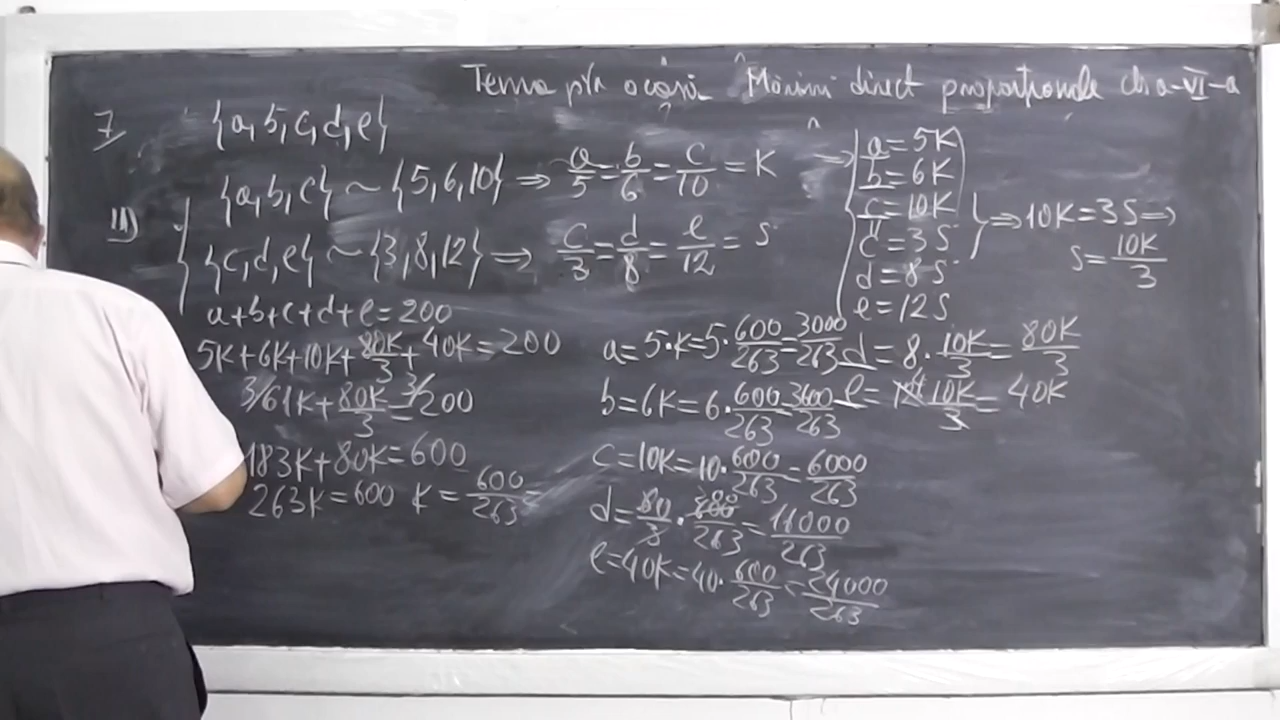 Tema ptr acasă Mărimi direct proporționale cls a-VI-a
7 {a,b,c,d,e}
{a,b,c} ~ {5,6,10} ⇒ a/5 = b/6 = c/10 = K ⇒ a=5K
b=6K
c=10K
III) {c,d,e} ~ {3,8,12} ⇒ c/3 = d/8 = e/12 = s
c=3s
d=8s
e=12s
⇒ 10K=3s ⇒
s = 10K/3
a+b+c+d+e=200
5K+6K+10K+80K/3+40K=200
3/61K+80K/3=3/200
183K+80K=600
263K=600 K=600/263
a=5·K=5·600/263=3000/263
b=6K=6·600/263=3600/263
c=10K=10·600/263=6000/263
d=80/3·600/263=16000/263
e=40K=40·600/263=24000/263
d=8·10K/3=80K/3
e=12·10K/3=40K